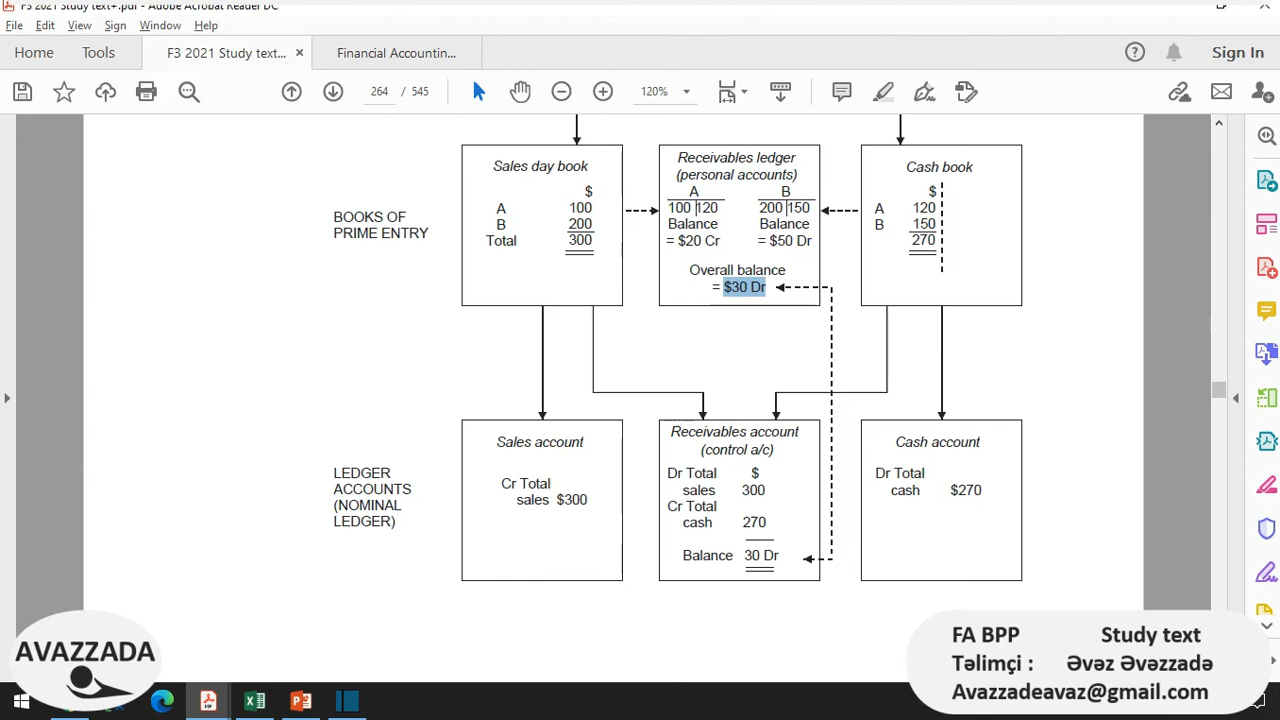 F3 2021 Study text+.pdf - Adobe Acrobat Reader DC
File Edit View Sign Window Help
Home Tools F3 2021 Study text... × Financial Accountin... Sign In
264 / 545 120%
Sales day book
$
A 100
B 200
Total 300
Receivables ledger
(personal accounts)
A B
100 120 200 150
Balance Balance
= $20 Cr = $50 Dr
Overall balance
= $30 Dr
Cash book
$
A 120
B 150
270
BOOKS OF
PRIME ENTRY
LEDGER
ACCOUNTS
(NOMINAL
LEDGER)
Sales account
Cr Total
sales $300
Receivables account
(control a/c)
Dr Total $
sales 300
Cr Total
cash 270
Balance 30 Dr
Cash account
Dr Total
cash $270
AVAZZADA
FA BPP Study text
Təlimçi : Əvəz Əvəzzadə
Avazzadeavaz@gmail.com